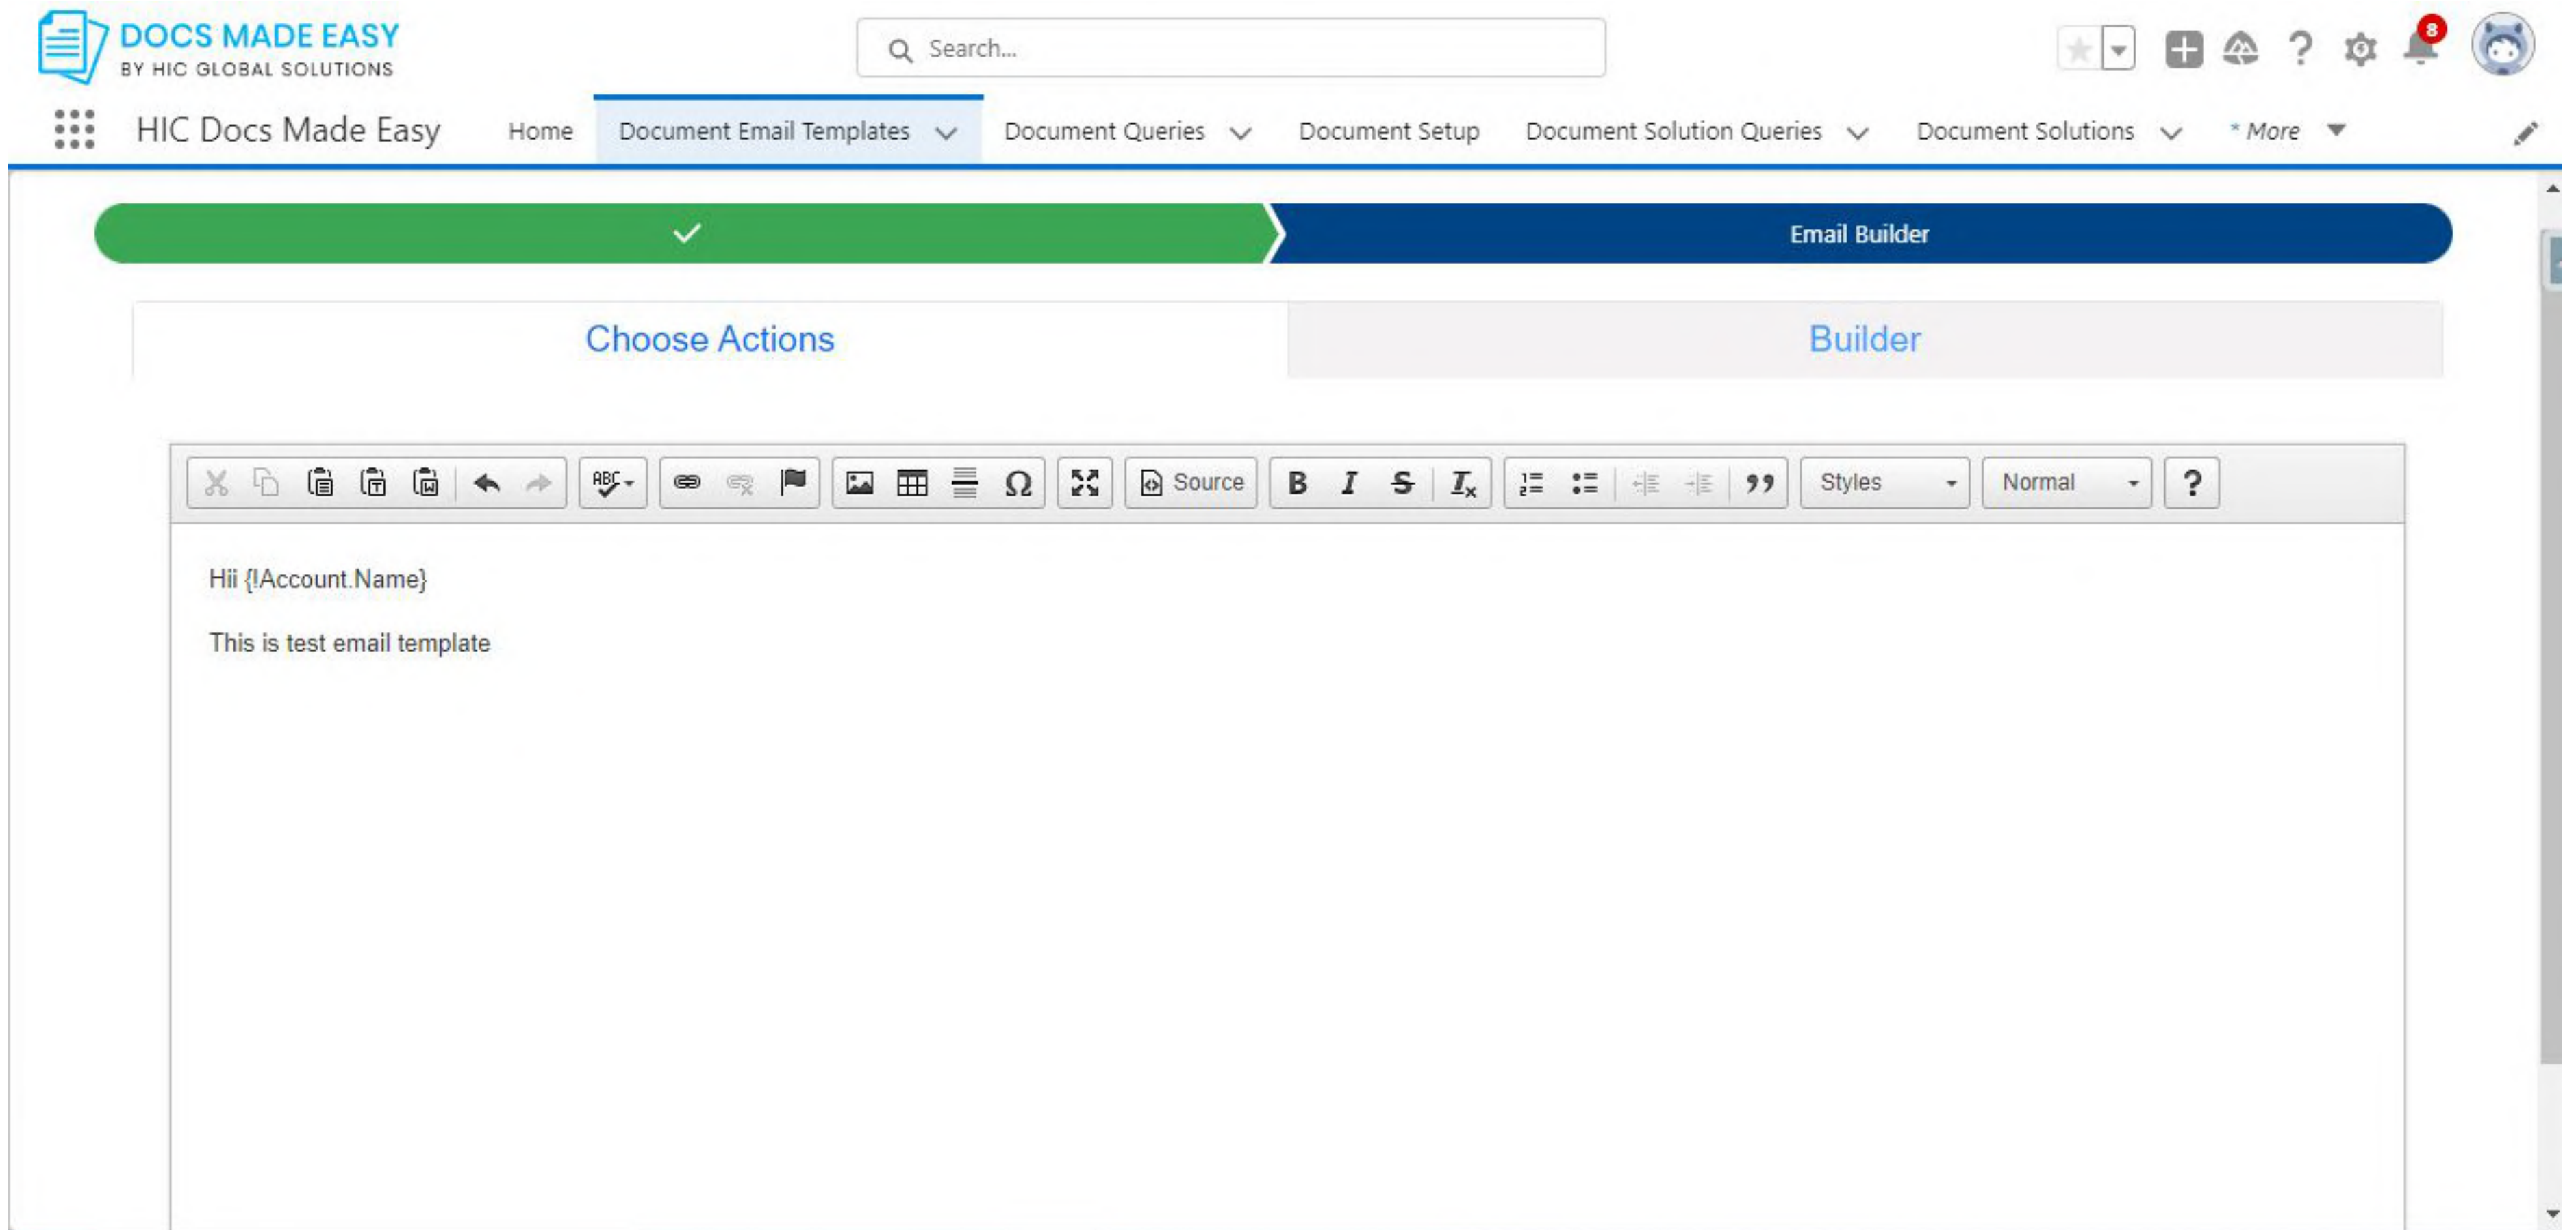 DOCS MADE EASY
BY HIC GLOBAL SOLUTIONS
Search...
8
HIC Docs Made Easy Home Document Email Templates Document Queries Document Setup Document Solution Queries Document Solutions * More
Email Builder
Choose Actions Builder
ABC Source B I S Ix Styles Normal ?
Hii {!Account.Name}
This is test email template